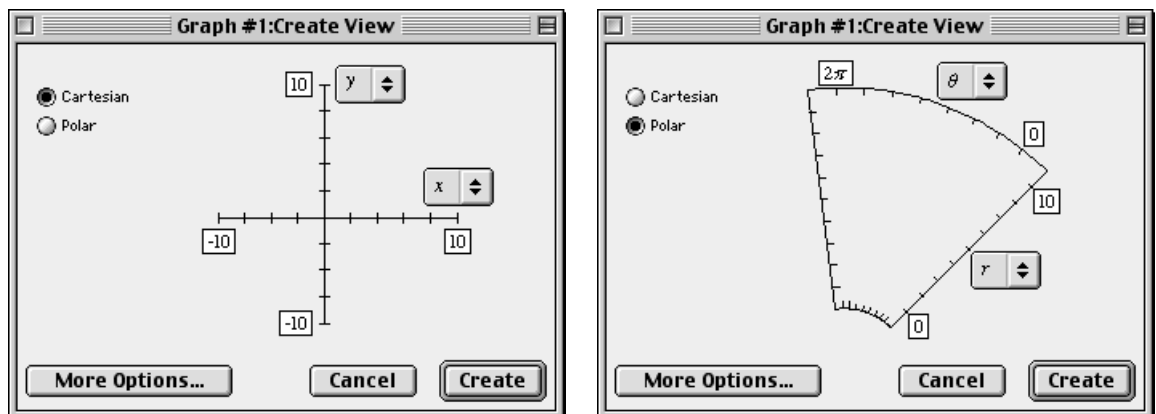 Graph #1:Create View
Cartesian
Polar
10
y
x
-10
10
-10
More Options...
Cancel
Create
Graph #1:Create View
Cartesian
Polar
2π
θ
0
10
r
0
More Options...
Cancel
Create